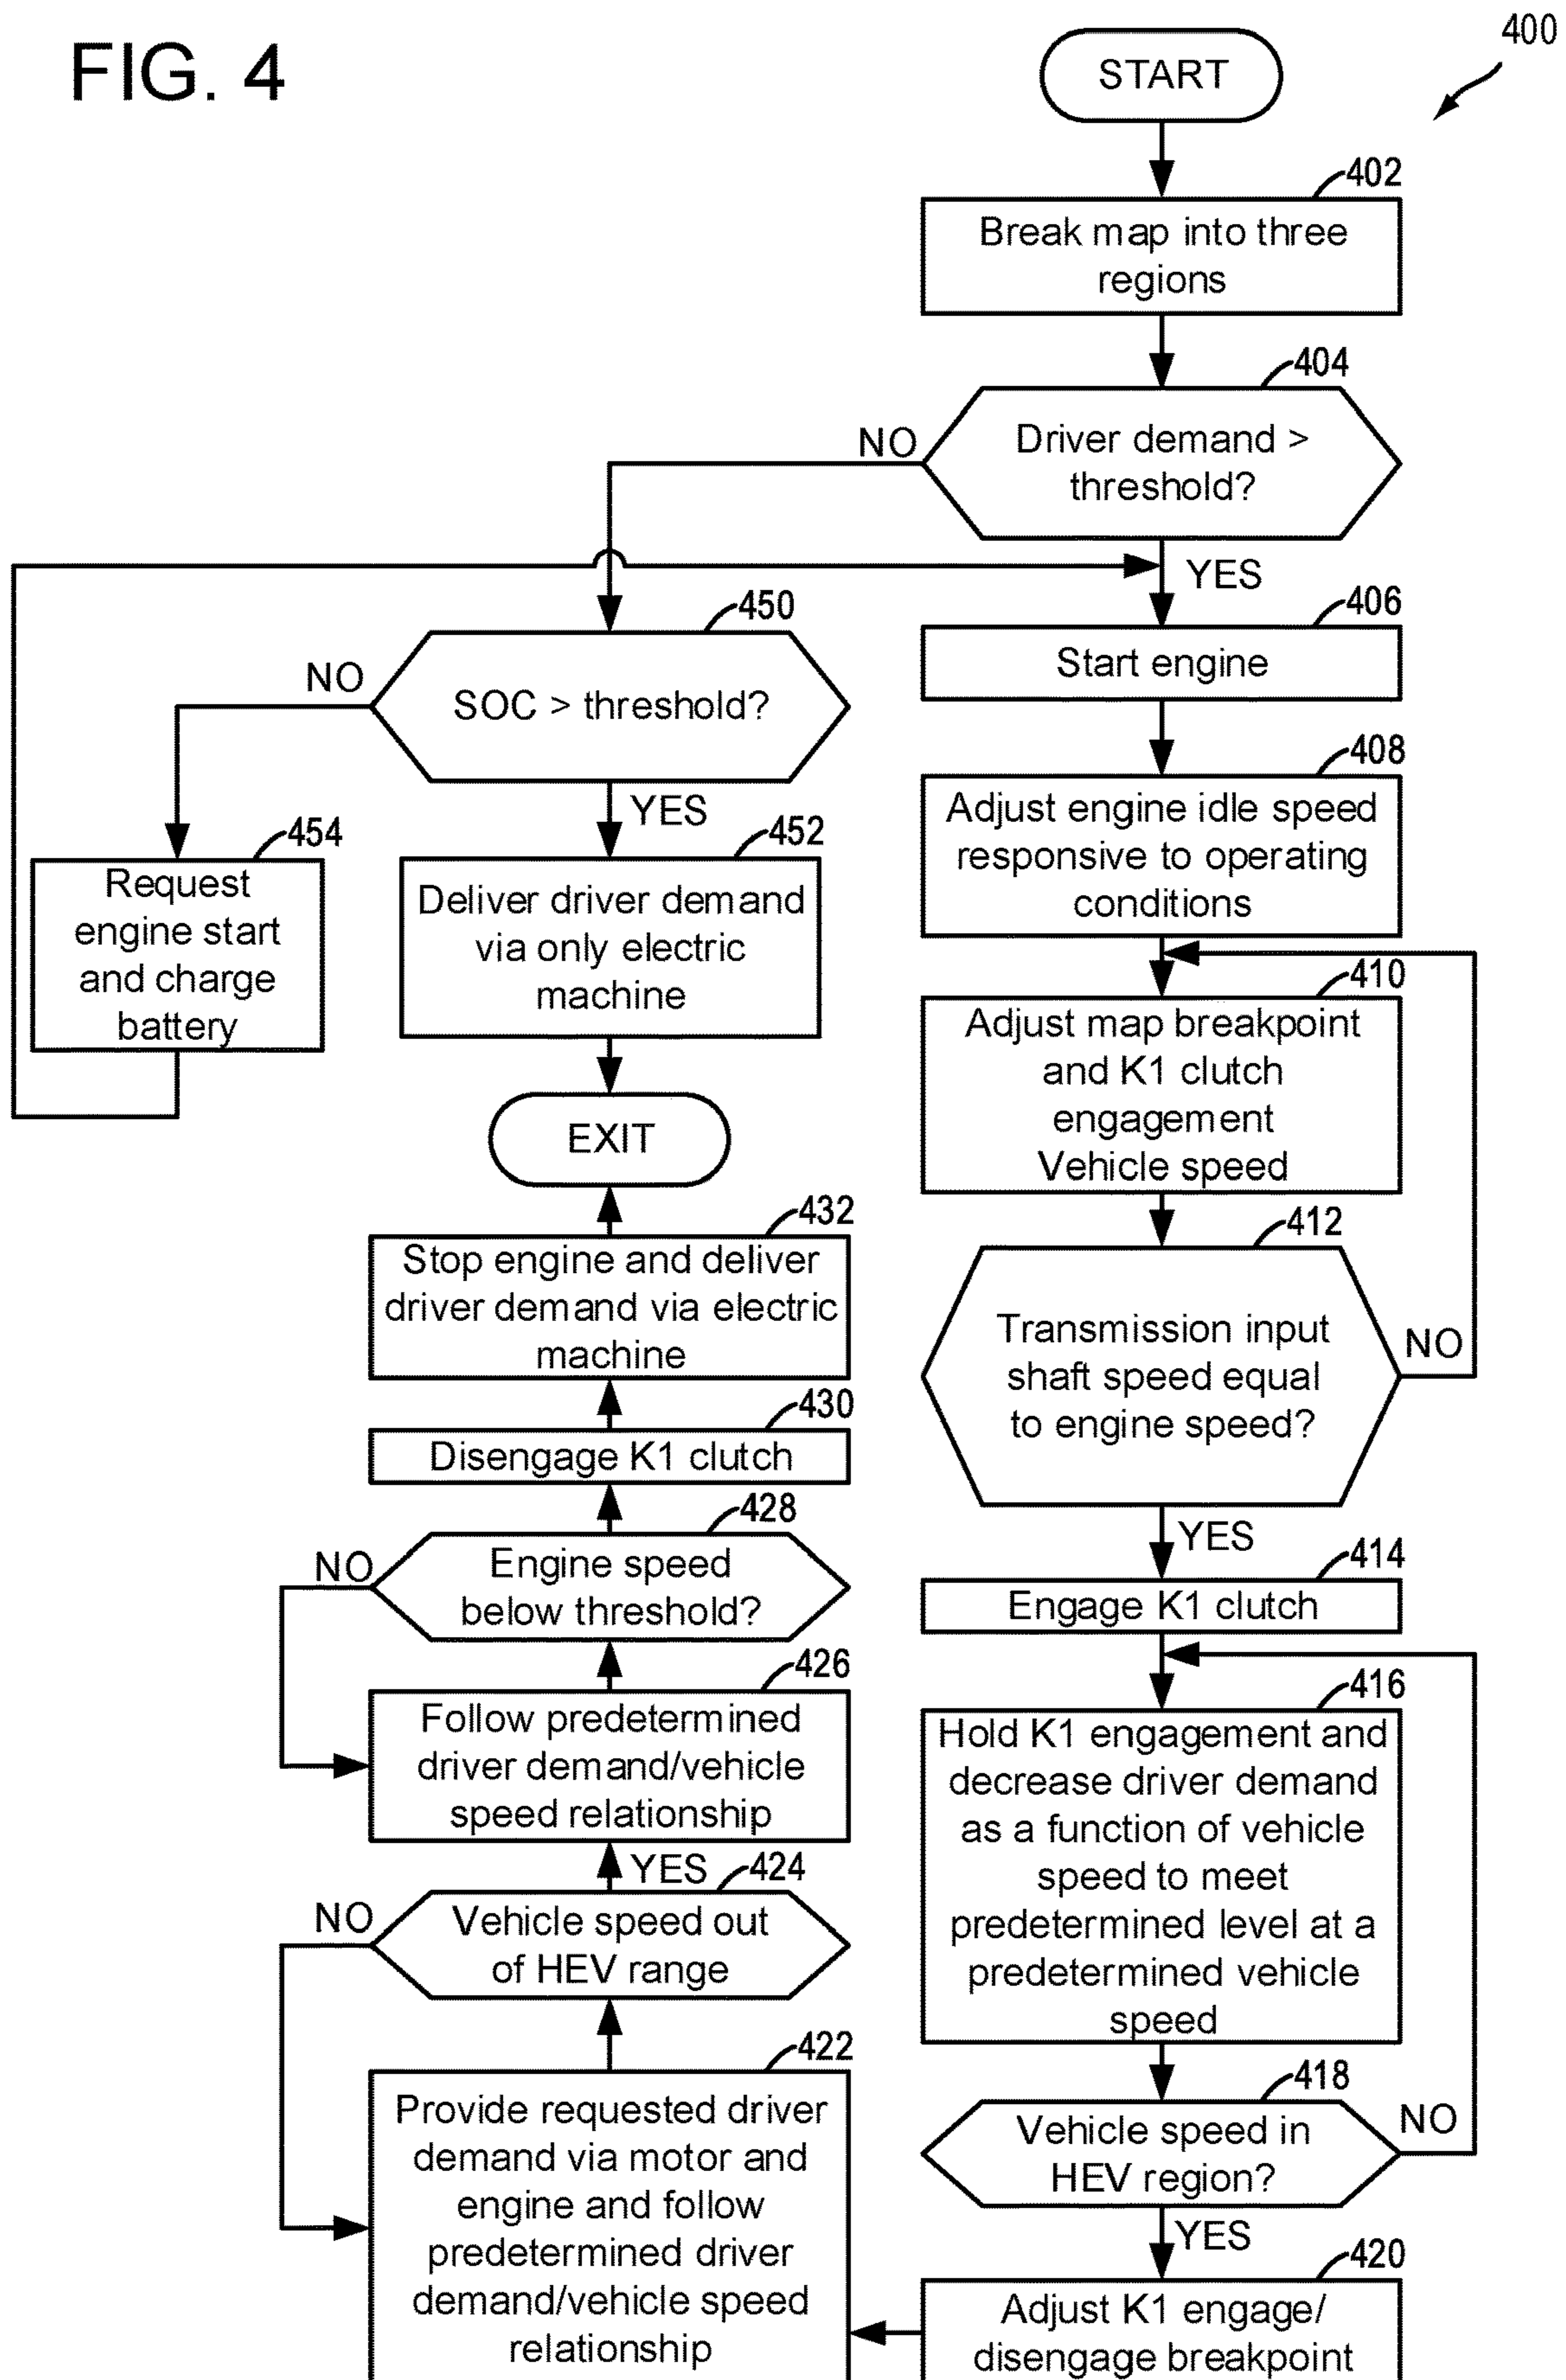 FIG. 4
400
START
402
Break map into three
regions
404
Driver demand >
threshold?
NO
YES
406
Start engine
408
Adjust engine idle speed
responsive to operating
conditions
410
Adjust map breakpoint
and K1 clutch
engagement
Vehicle speed
412
Transmission input
shaft speed equal
to engine speed?
NO
YES
414
Engage K1 clutch
416
Hold K1 engagement and
decrease driver demand
as a function of vehicle
speed to meet
predetermined level at a
predetermined vehicle
speed
418
Vehicle speed in
HEV region?
NO
YES
420
Adjust K1 engage/
disengage breakpoint
422
Provide requested driver
demand via motor and
engine and follow
predetermined driver
demand/vehicle speed
relationship
424
Vehicle speed out
of HEV range
NO
YES
426
Follow predetermined
driver demand/vehicle
speed relationship
428
Engine speed
below threshold?
NO
430
Disengage K1 clutch
432
Stop engine and deliver
driver demand via electric
machine
EXIT
450
SOC > threshold?
NO
YES
452
Deliver driver demand
via only electric
machine
454
Request
engine start
and charge
battery